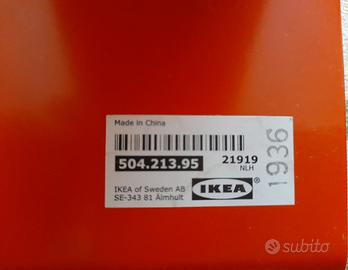 Made in China
504.213.95
21919
NLH
IKEA of Sweden AB
SE-343 81 Älmhult
IKEA
1936
subito